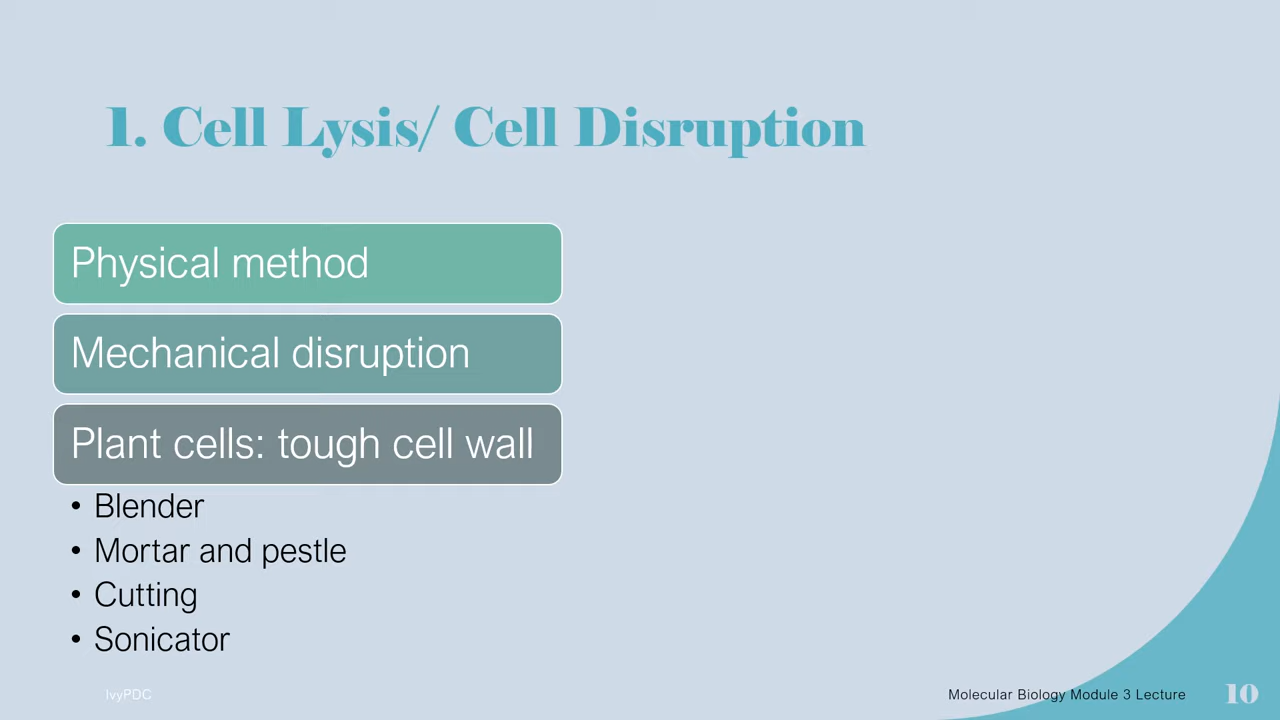 1. Cell Lysis/ Cell Disruption
Physical method
Mechanical disruption
Plant cells: tough cell wall
• Blender
• Mortar and pestle
• Cutting
• Sonicator
IvyPDC
Molecular Biology Module 3 Lecture
10